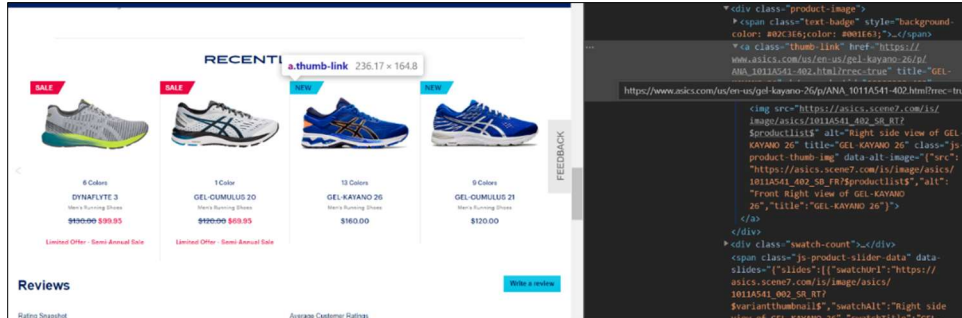 RECENTL
a.thumb-link 236.17 × 164.8
SALE
SALE
NEW
NEW
6 Colors
1 Color
13 Colors
9 Colors
DYNAFLYTE 3
GEL-CUMULUS 20
GEL-KAYANO 26
GEL-CUMULUS 21
Men's Running Shoes
Men's Running Shoes
Men's Running Shoes
Men's Running Shoes
$130.00 $99.95
$120.00 $69.95
$160.00
$120.00
Limited Offer - Semi Annual Sale
Limited Offer - Semi Annual Sale
FEEDBACK
Reviews
Write a review
Rating Snapshot
Average Customer Ratings
▼<div class="product-image">
▶<span class="text-badge" style="background-
color: #02C3E6;color: #001E63;">…</span>
▼<a class="thumb-link" href="https://
www.asics.com/us/en-us/gel-kayano-26/p/
ANA_1011A541-402.html?rrec=true" title="GEL-
https://www.asics.com/us/en-us/gel-kayano-26/p/ANA_1011A541-402.html?rrec=tru
<img src="https://asics.scene7.com/is/
image/asics/1011A541_402_SR_RT?
$productlist$" alt="Right side view of GEL-
KAYANO 26" title="GEL-KAYANO 26" class="js-
product-thumb-img" data-alt-image="{"src":
"https://asics.scene7.com/is/image/asics/
1011A541_402_SB_FR?$productlist$","alt":
"Front Right view of GEL-KAYANO
26","title":"GEL-KAYANO 26"}">
</a>
</div>
▶<div class="swatch-count">…</div>
<span class="js-product-slider-data" data-
slides="{"slides":[{"swatchUrl":"https://
asics.scene7.com/is/image/asics/
1011A541_002_SR_RT?
$variantthumbnail$","swatchAlt":"Right side